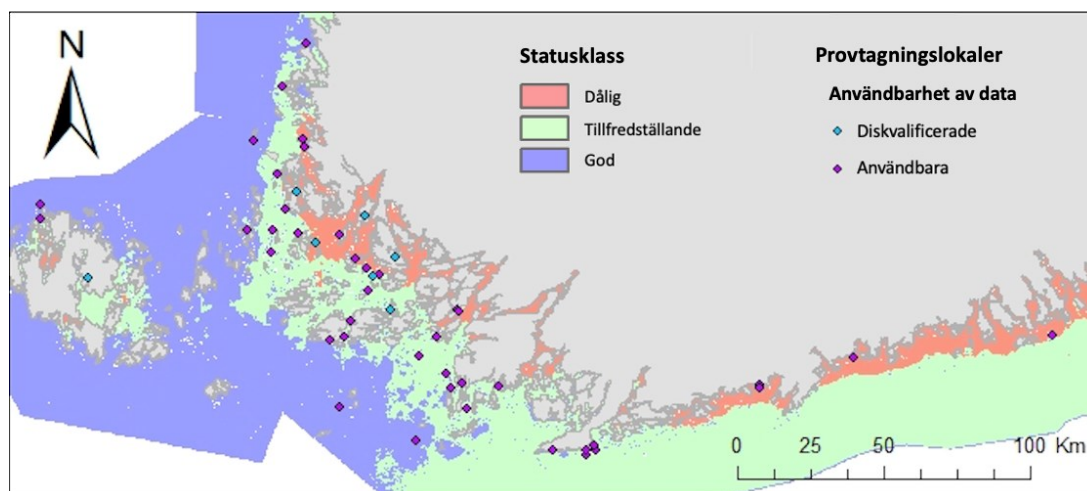 N
Statusklass
Dålig
Tillfredställande
God
Provtagningslokaler
Användbarhet av data
Diskvalificerade
Användbara
0 25 50 100 Km